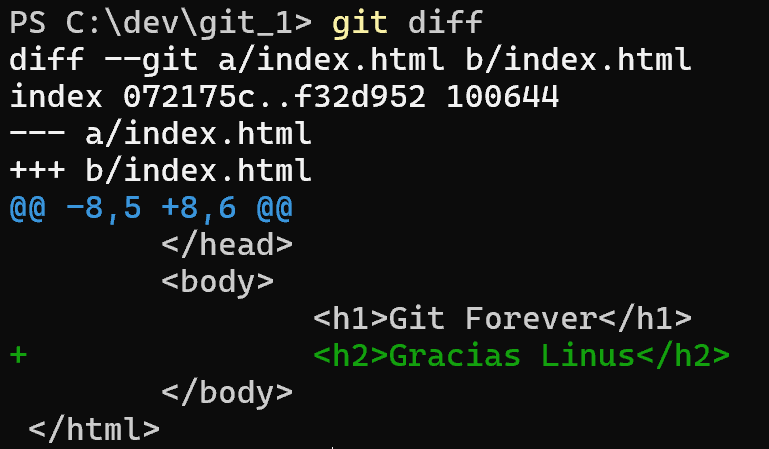 PS C:\dev\git_1> git diff
diff --git a/index.html b/index.html
index 072175c..f32d952 100644
--- a/index.html
+++ b/index.html
@@ -8,5 +8,6 @@
        </head>
        <body>
                <h1>Git Forever</h1>
+               <h2>Gracias Linus</h2>
        </body>
 </html>